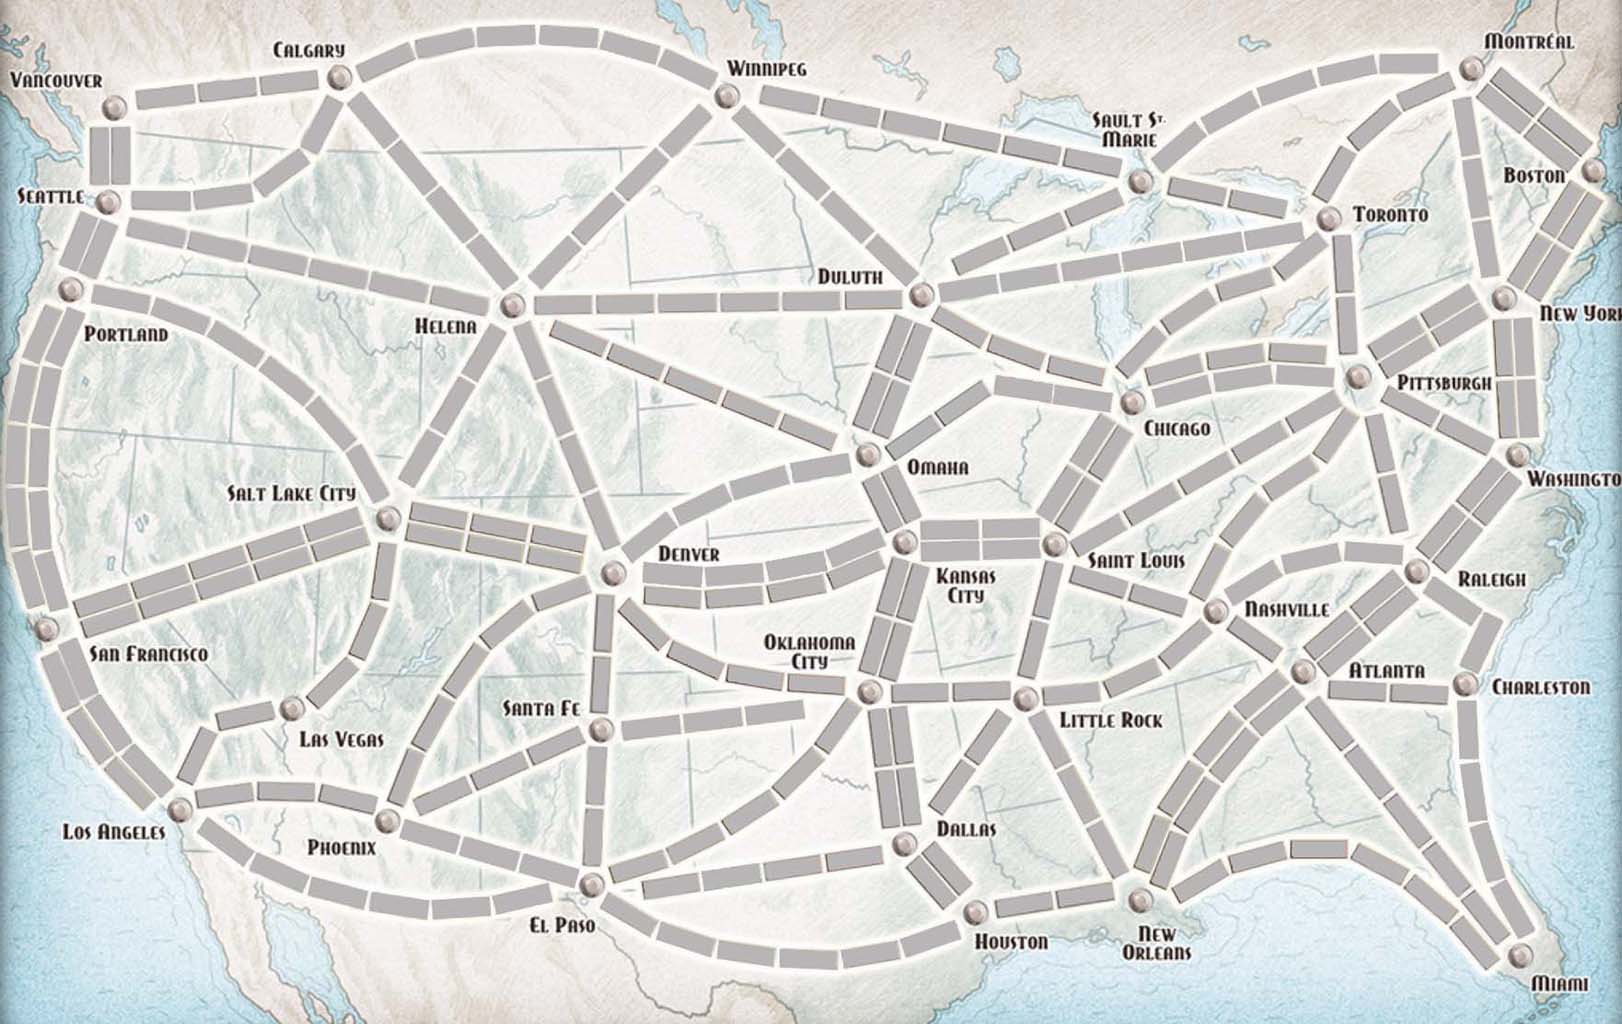 Calgary
Montréal
Vancouver
Winnipeg
Sault St.
Marie
Boston
Seattle
Toronto
Duluth
New York
Helena
Portland
Pittsburgh
Chicago
Omaha
Washingto
Salt Lake City
Denver
Saint Louis
Kansas
City
Raleigh
Nashville
San Francisco
Oklahoma
City
Atlanta
Charleston
Santa Fe
Little Rock
Las Vegas
Los Angeles
Phoenix
Dallas
El Paso
Houston
New
Orleans
Miami